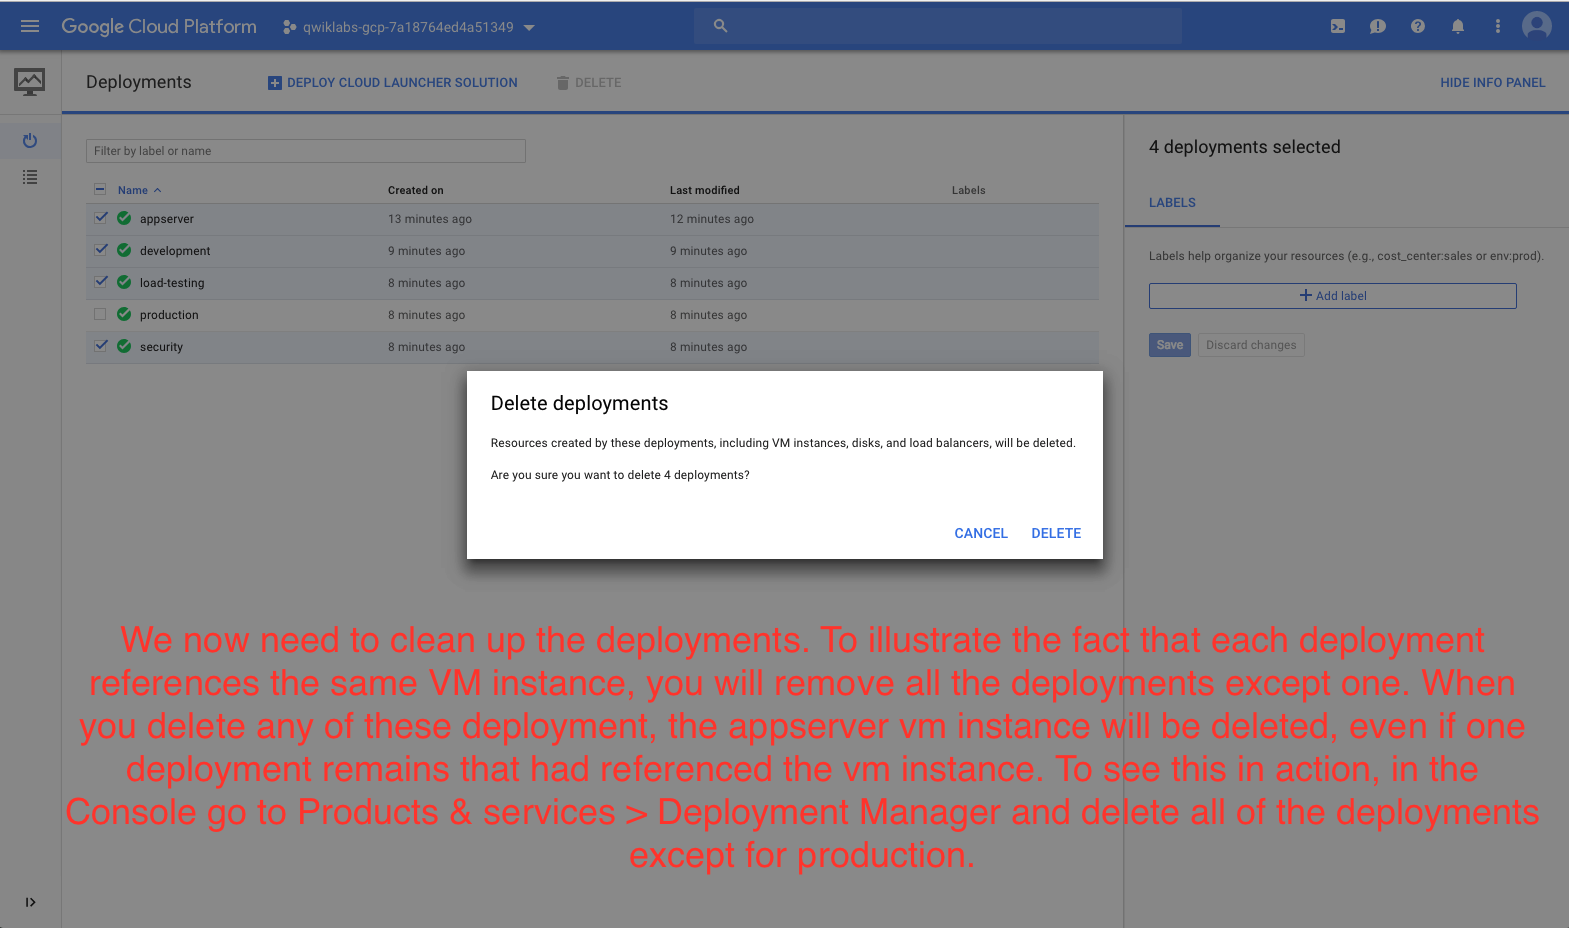 Google Cloud Platform qwiklabs-gcp-7a18764ed4a51349
Deployments DEPLOY CLOUD LAUNCHER SOLUTION DELETE HIDE INFO PANEL
Filter by label or name
Name Created on Last modified Labels
appserver 13 minutes ago 12 minutes ago
development 9 minutes ago 9 minutes ago
load-testing 8 minutes ago 8 minutes ago
production 8 minutes ago 8 minutes ago
security 8 minutes ago 8 minutes ago
4 deployments selected
LABELS
Labels help organize your resources (e.g., cost_center:sales or env:prod).
Add label
Save Discard changes
Delete deployments
Resources created by these deployments, including VM instances, disks, and load balancers, will be deleted.
Are you sure you want to delete 4 deployments?
CANCEL DELETE
We now need to clean up the deployments. To illustrate the fact that each deployment
references the same VM instance, you will remove all the deployments except one. When
you delete any of these deployment, the appserver vm instance will be deleted, even if one
deployment remains that had referenced the vm instance. To see this in action, in the
Console go to Products & services > Deployment Manager and delete all of the deployments
except for production.